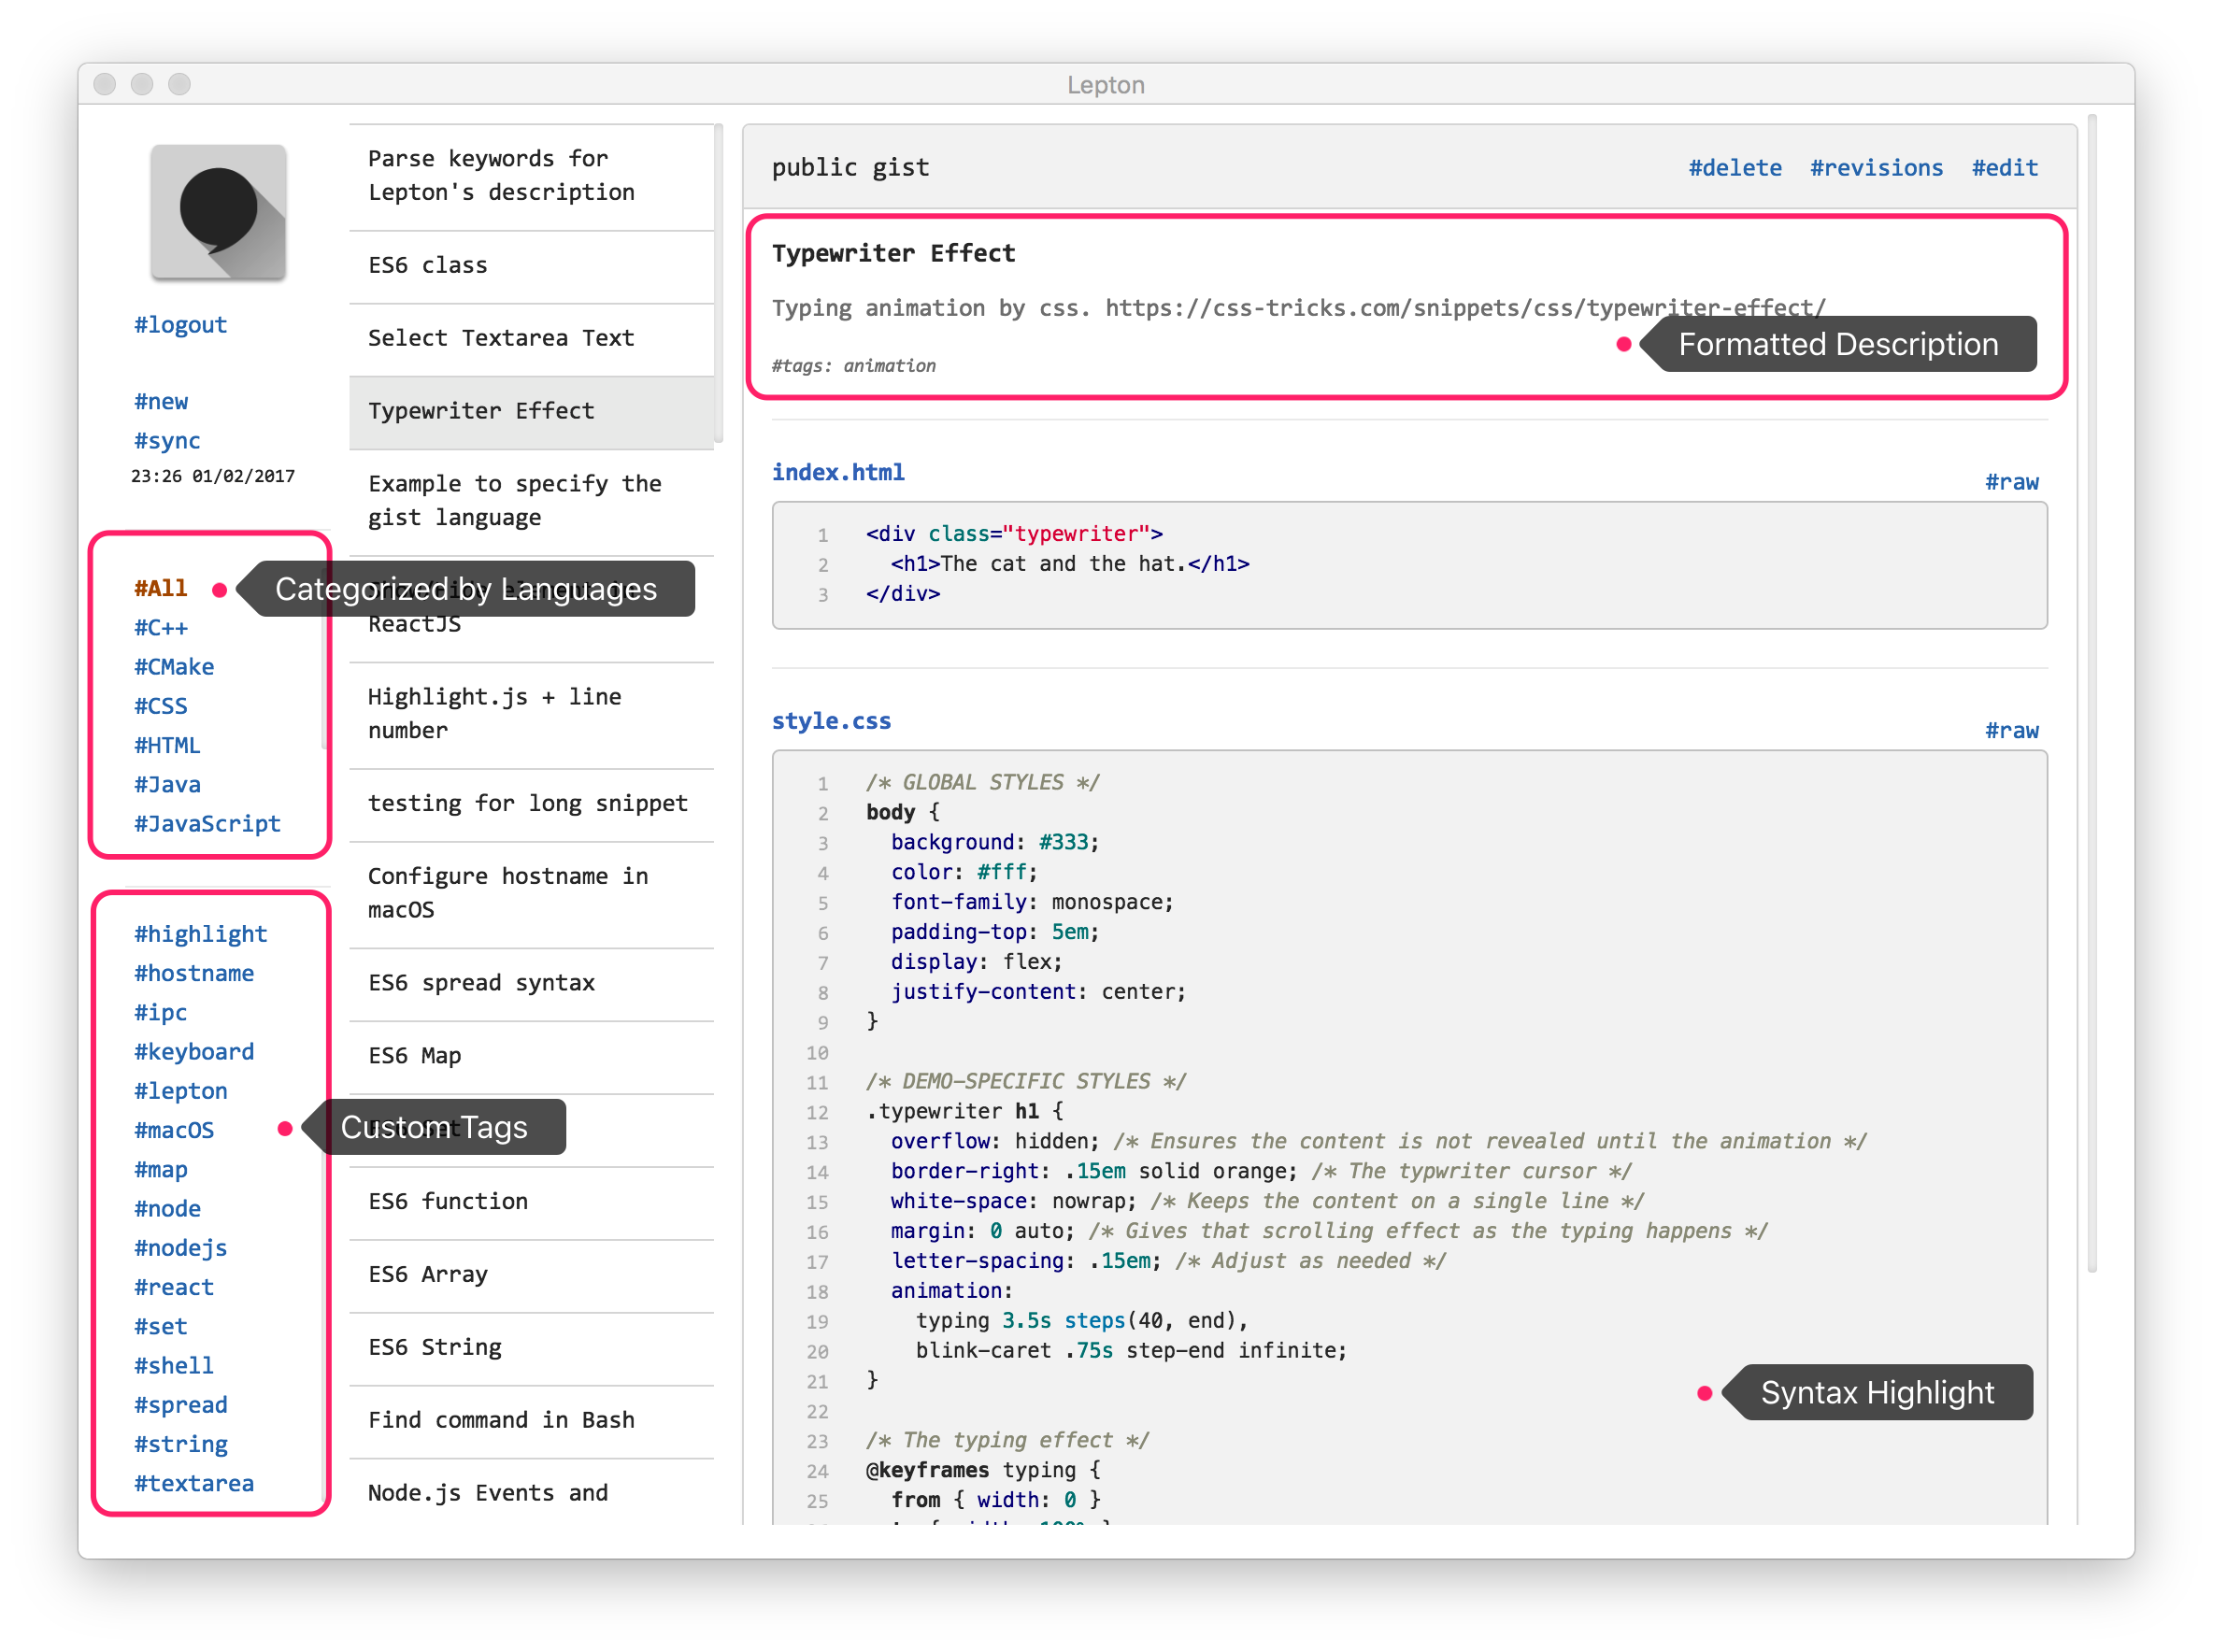 Lepton
#logout
#new
#sync
23:26 01/02/2017
#All
Categorized by Languages
#C++
#CMake
#CSS
#HTML
#Java
#JavaScript
#highlight
#hostname
#ipc
#keyboard
#lepton
#macOS
Custom Tags
#map
#node
#nodejs
#react
#set
#shell
#spread
#string
#textarea
Parse keywords for
Lepton's description
ES6 class
Select Textarea Text
Typewriter Effect
Example to specify the
gist language
ReactJS
Highlight.js + line
number
testing for long snippet
Configure hostname in
macOS
ES6 spread syntax
ES6 Map
ES6 function
ES6 Array
ES6 String
Find command in Bash
Node.js Events and
public gist
#delete #revisions #edit
Typewriter Effect
Typing animation by css. https://css-tricks.com/snippets/css/typewriter-effect/
Formatted Description
#tags: animation
index.html
#raw
1 <div class="typewriter">
2 <h1>The cat and the hat.</h1>
3 </div>
style.css
#raw
1 /* GLOBAL STYLES */
2 body {
3 background: #333;
4 color: #fff;
5 font-family: monospace;
6 padding-top: 5em;
7 display: flex;
8 justify-content: center;
9 }
10
11 /* DEMO-SPECIFIC STYLES */
12 .typewriter h1 {
13 overflow: hidden; /* Ensures the content is not revealed until the animation */
14 border-right: .15em solid orange; /* The typwriter cursor */
15 white-space: nowrap; /* Keeps the content on a single line */
16 margin: 0 auto; /* Gives that scrolling effect as the typing happens */
17 letter-spacing: .15em; /* Adjust as needed */
18 animation:
19 typing 3.5s steps(40, end),
20 blink-caret .75s step-end infinite;
21 }
Syntax Highlight
22
23 /* The typing effect */
24 @keyframes typing {
25 from { width: 0 }